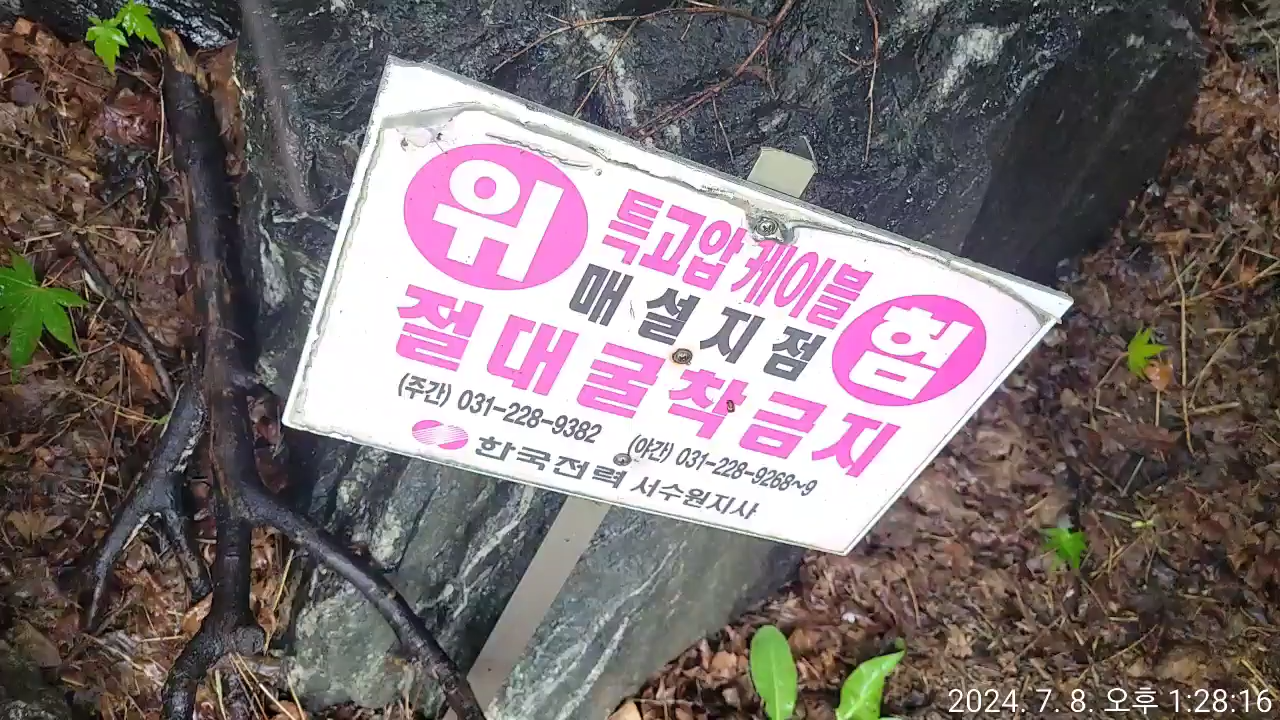 위험
특고압 케이블
매설지점
절대굴착금지
(주간) 031-228-9382 (야간) 031-228-9268~9
한국전력 서수원지사
2024. 7. 8. 오후 1:28:16